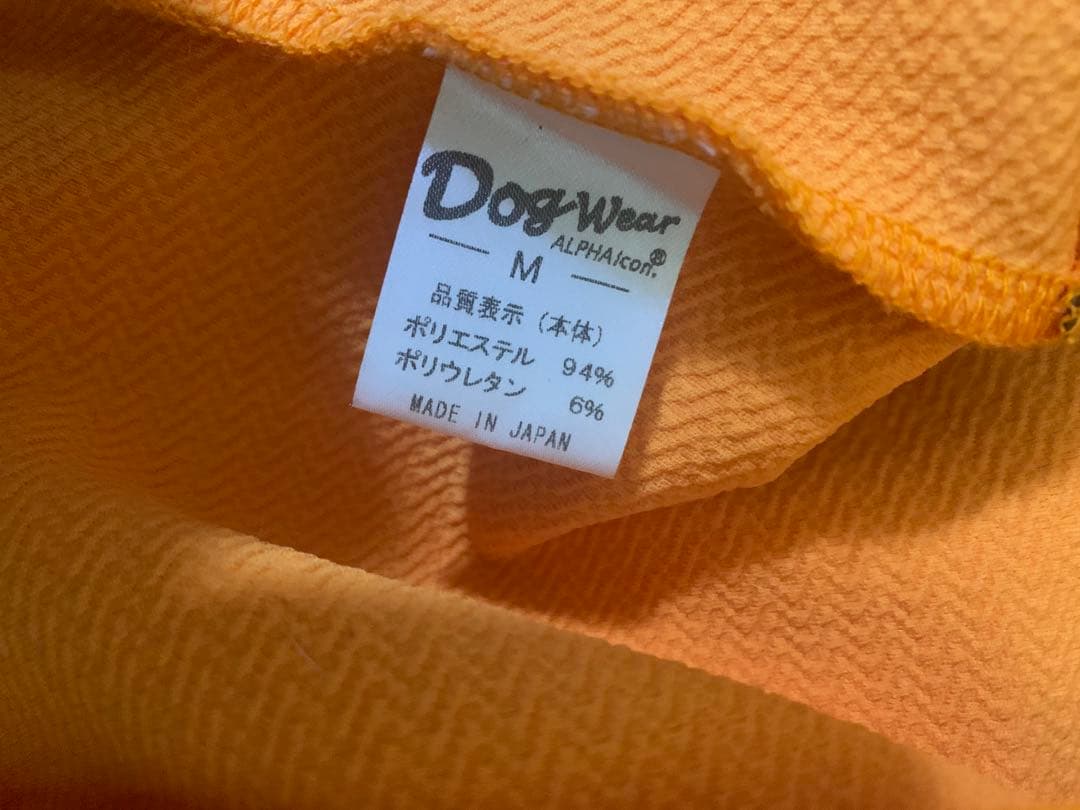 Dog Wear
ALPHAIcon®
M
品質表示（本体）
ポリエステル 94%
ポリウレタン 6%
MADE IN JAPAN